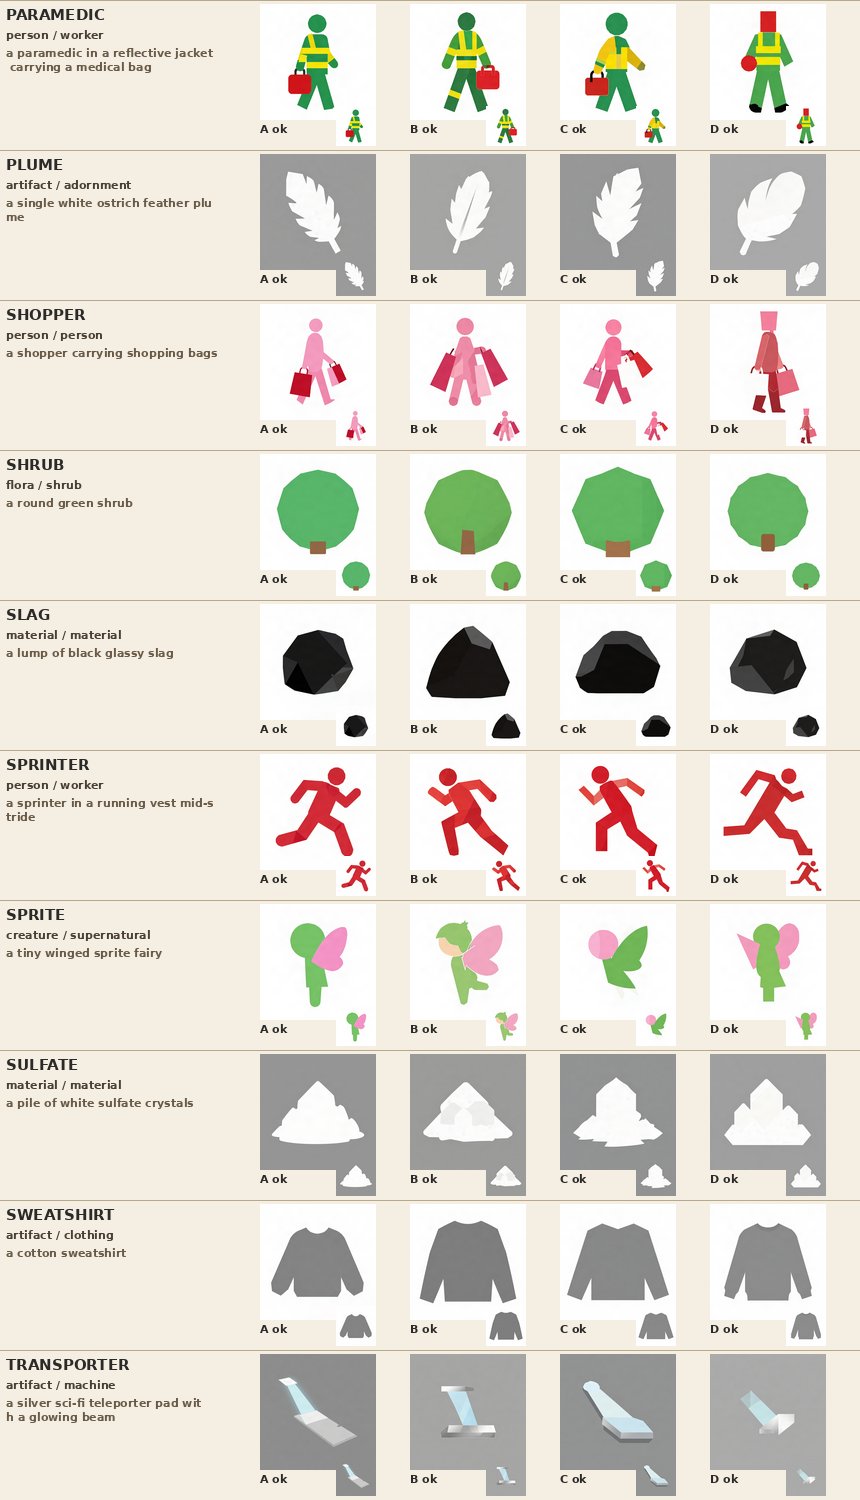 PARAMEDIC
person / worker
a paramedic in a reflective jacket
carrying a medical bag
A ok
B ok
C ok
D ok
PLUME
artifact / adornment
a single white ostrich feather plu
me
A ok
B ok
C ok
D ok
SHOPPER
person / person
a shopper carrying shopping bags
A ok
B ok
C ok
D ok
SHRUB
flora / shrub
a round green shrub
A ok
B ok
C ok
D ok
SLAG
material / material
a lump of black glassy slag
A ok
B ok
C ok
D ok
SPRINTER
person / worker
a sprinter in a running vest mid-s
tride
A ok
B ok
C ok
D ok
SPRITE
creature / supernatural
a tiny winged sprite fairy
A ok
B ok
C ok
D ok
SULFATE
material / material
a pile of white sulfate crystals
A ok
B ok
C ok
D ok
SWEATSHIRT
artifact / clothing
a cotton sweatshirt
A ok
B ok
C ok
D ok
TRANSPORTER
artifact / machine
a silver sci-fi teleporter pad wit
h a glowing beam
A ok
B ok
C ok
D ok